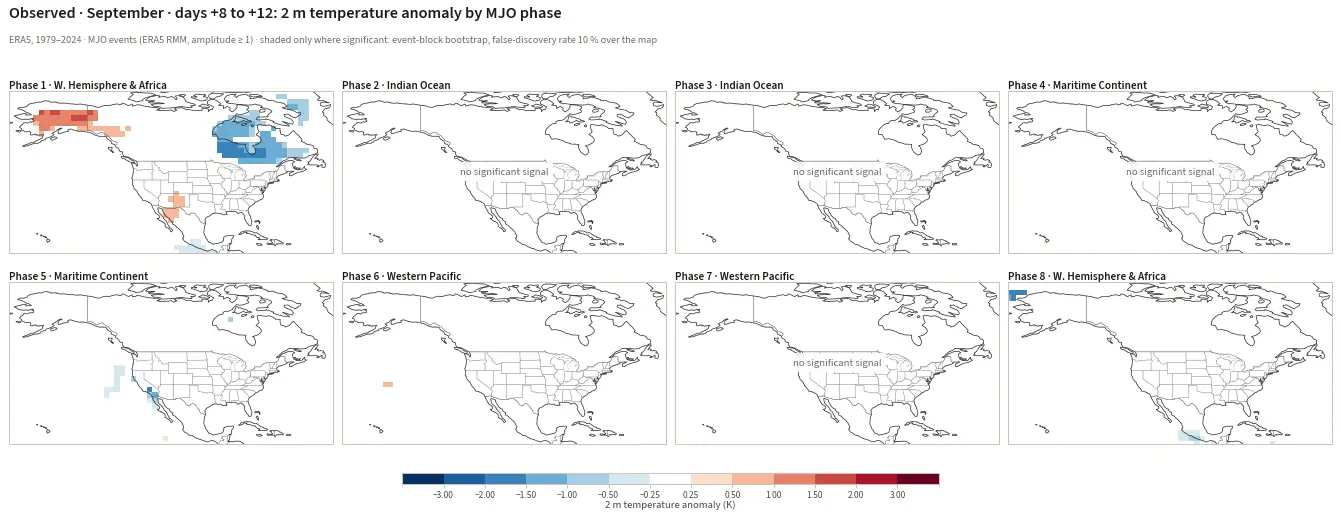 Observed · September · days +8 to +12: 2 m temperature anomaly by MJO phase
ERA5, 1979–2024 · MJO events (ERA5 RMM, amplitude ≥ 1) · shaded only where significant: event-block bootstrap, false-discovery rate 10 % over the map
Phase 1 · W. Hemisphere & Africa
Phase 2 · Indian Ocean
Phase 3 · Indian Ocean
Phase 4 · Maritime Continent
no significant signal
no significant signal
no significant signal
Phase 5 · Maritime Continent
Phase 6 · Western Pacific
Phase 7 · Western Pacific
Phase 8 · W. Hemisphere & Africa
no significant signal
−3.00 −2.00 −1.50 −1.00 −0.50 −0.25 0.25 0.50 1.00 1.50 2.00 3.00
2 m temperature anomaly (K)